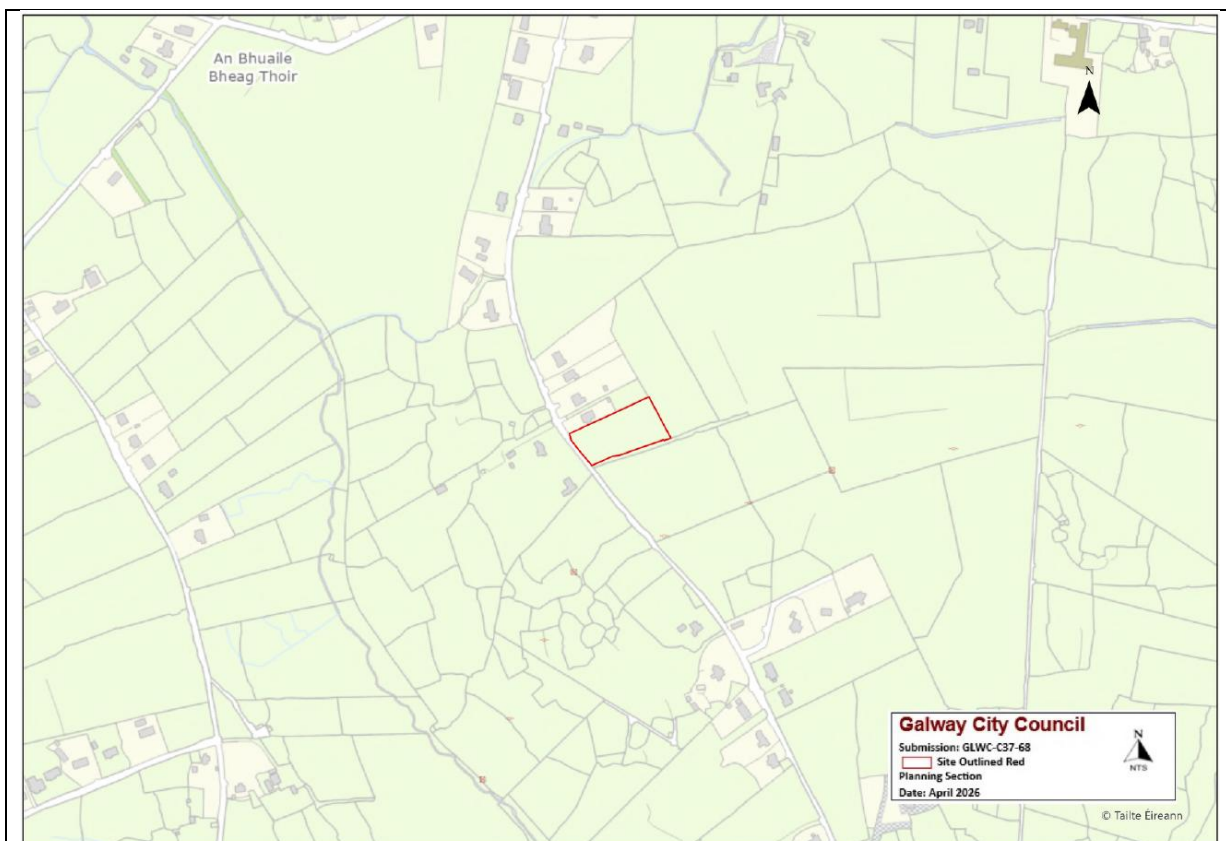 An Bhuaile
Bheag Thoir
N
Galway City Council
Submission: GLWC-C37-68
Site Outlined Red
Planning Section
Date: April 2026
N
NTS
© Tailte Éireann